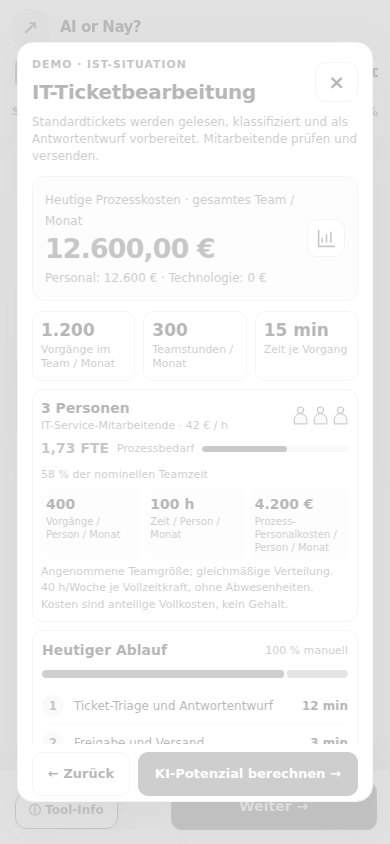 AI or Nay?
DEMO · IST-SITUATION
IT-Ticketbearbeitung
Standardtickets werden gelesen, klassifiziert und als
Antwortentwurf vorbereitet. Mitarbeitende prüfen und
versenden.
Heutige Prozesskosten · gesamtes Team /
Monat
12.600,00 €
Personal: 12.600 € · Technologie: 0 €
1.200
Vorgänge im
Team / Monat
300
Teamstunden /
Monat
15 min
Zeit je Vorgang
3 Personen
IT-Service-Mitarbeitende · 42 € / h
1,73 FTE Prozessbedarf
58 % der nominellen Teamzeit
400
Vorgänge /
Person / Monat
100 h
Zeit / Person /
Monat
4.200 €
Prozess-
Personalkosten /
Person / Monat
Angenommene Teamgröße; gleichmäßige Verteilung.
40 h/Woche je Vollzeitkraft, ohne Abwesenheiten.
Kosten sind anteilige Vollkosten, kein Gehalt.
Heutiger Ablauf 100 % manuell
1 Ticket-Triage und Antwortentwurf 12 min
2 Freigabe und Versand 3 min
← Zurück
KI-Potenzial berechnen →
ⓘ Tool-Info
Weiter →